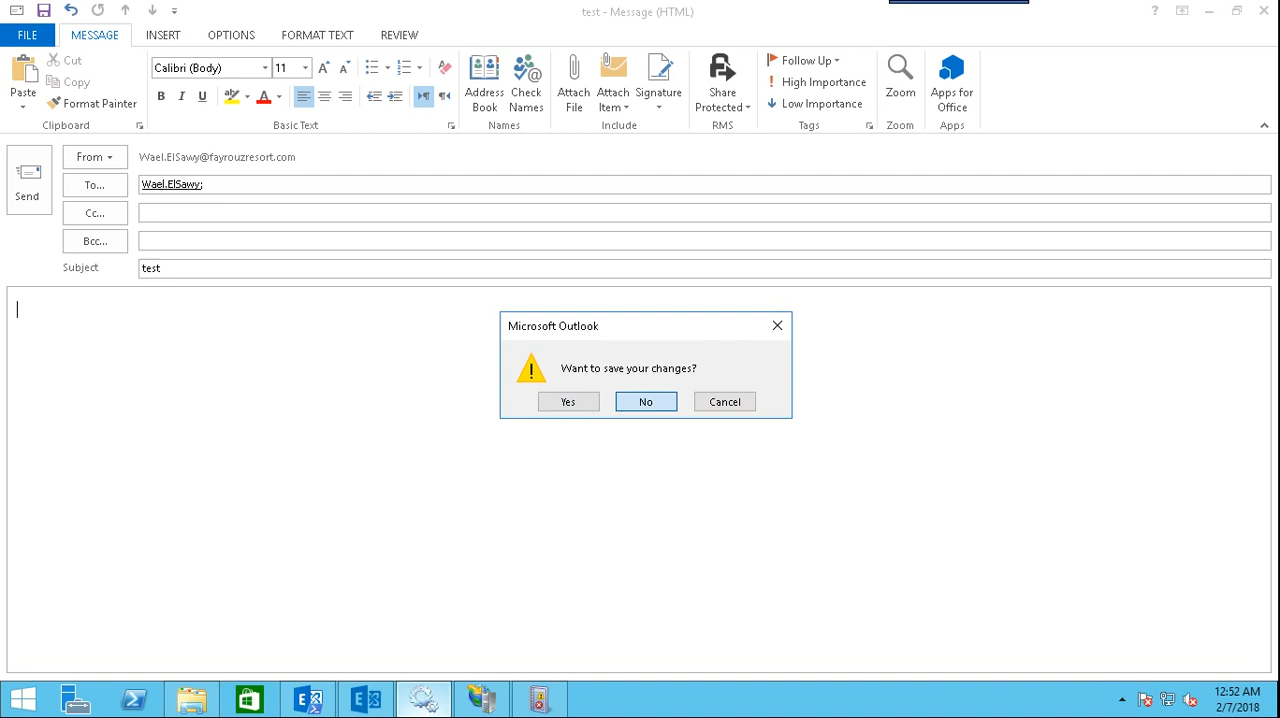 test - Message (HTML)
?
FILE MESSAGE INSERT OPTIONS FORMAT TEXT REVIEW
Paste
Cut
Copy
Format Painter
Clipboard
Calibri (Body) 11
B I U
Basic Text
Address Book
Check Names
Names
Attach File
Attach Item
Signature
Include
Share Protected
RMS
Follow Up
High Importance
Low Importance
Tags
Zoom
Zoom
Apps for Office
Apps
Send
From Wael.ElSawy@fayrouzresort.com
To... Wael.ElSawy;
Cc...
Bcc...
Subject test
Microsoft Outlook
Want to save your changes?
Yes No Cancel
12:52 AM
2/7/2018